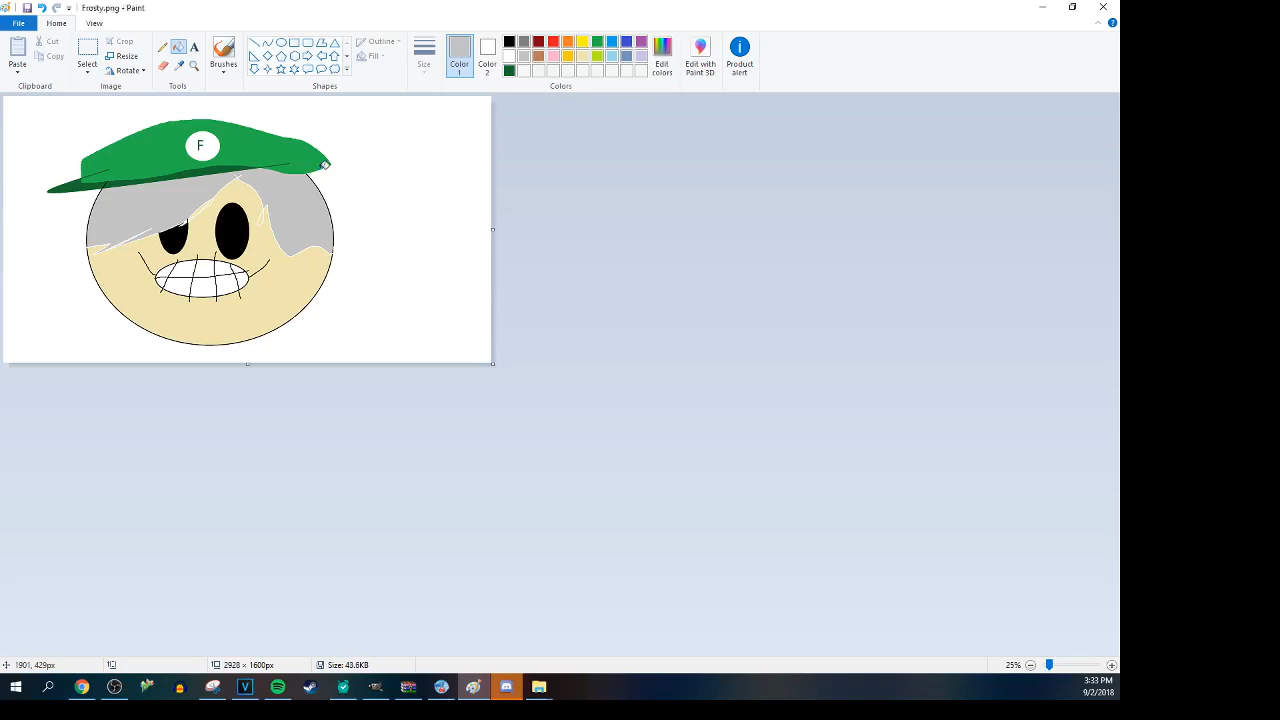 Frosty.png - Paint
File
Home
View
Paste
Cut
Copy
Clipboard
Select
Crop
Resize
Rotate
Image
A
Tools
Brushes
Shapes
Outline
Fill
Size
Color
1
Color
2
Edit
colors
Colors
Edit with
Paint 3D
Product
alert
F
1901, 429px
2928 × 1600px
Size: 43.8KB
25%
3:33 PM
9/2/2018